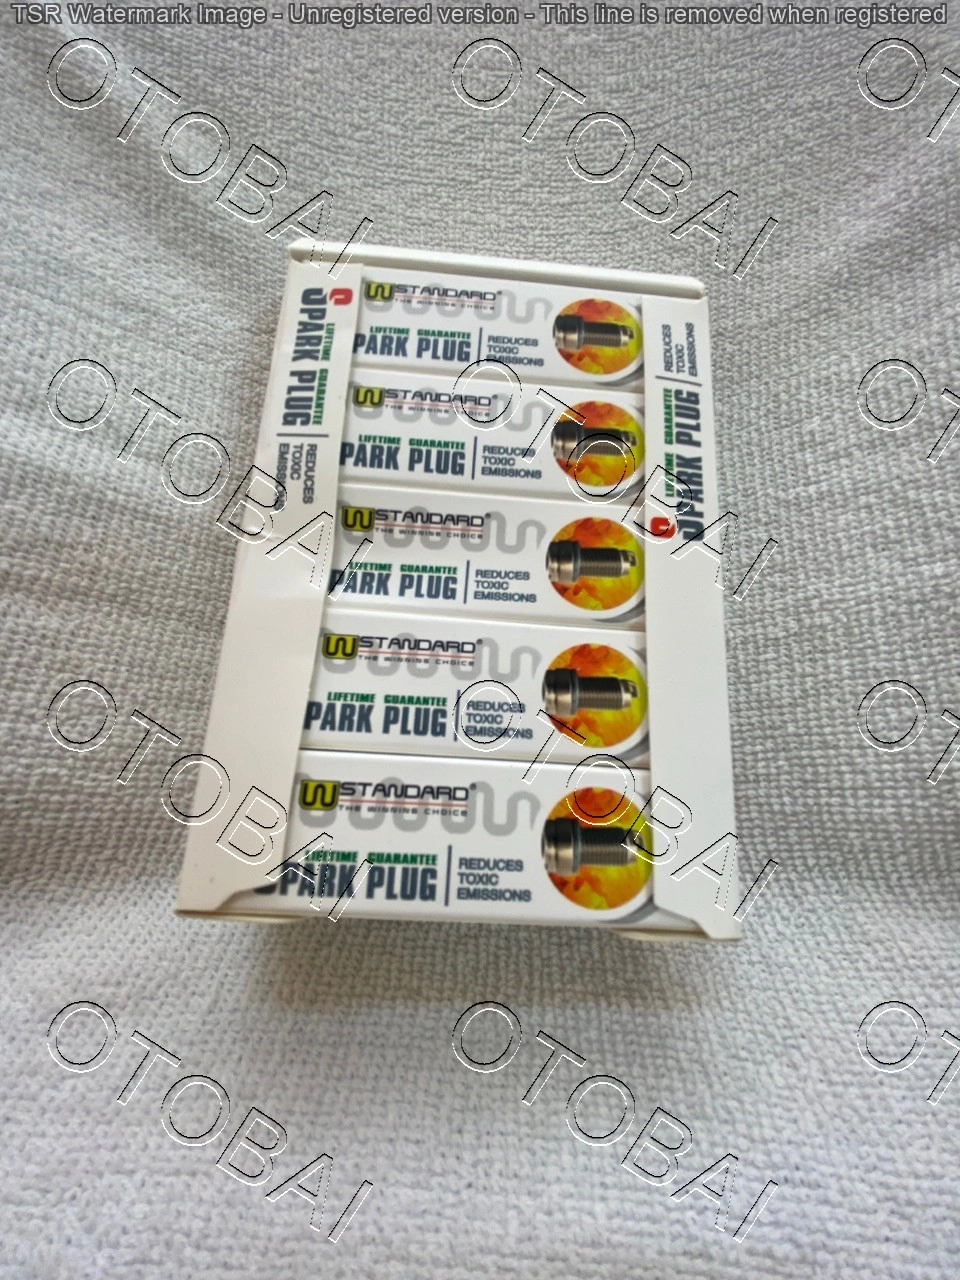 TSR Watermark Image - Unregistered version - This line is removed when registered
OTOBAI
OTOBAI
STANDARD®
THE WINNING CHOICE
LIFETIME GUARANTEE
PARK PLUG
REDUCES
TOXIC
EMISSIONS
STANDARD®
THE WINNING CHOICE
LIFETIME GUARANTEE
PARK PLUG
REDUCES
TOXIC
EMISSIONS
STANDARD®
THE WINNING CHOICE
LIFETIME GUARANTEE
PARK PLUG
REDUCES
TOXIC
EMISSIONS
STANDARD®
THE WINNING CHOICE
LIFETIME GUARANTEE
PARK PLUG
REDUCES
TOXIC
EMISSIONS
STANDARD®
THE WINNING CHOICE
LIFETIME GUARANTEE
SPARK PLUG
REDUCES
TOXIC
EMISSIONS
LIFETIME GUARANTEE
SPARK PLUG
REDUCES
TOXIC
EMISSIONS
LIFETIME GUARANTEE
SPARK PLUG
REDUCES
TOXIC
EMISSIONS
OTOBAI
OTOBAI
OTOBAI
OTOBAI
OTOBAI
OTOBAI